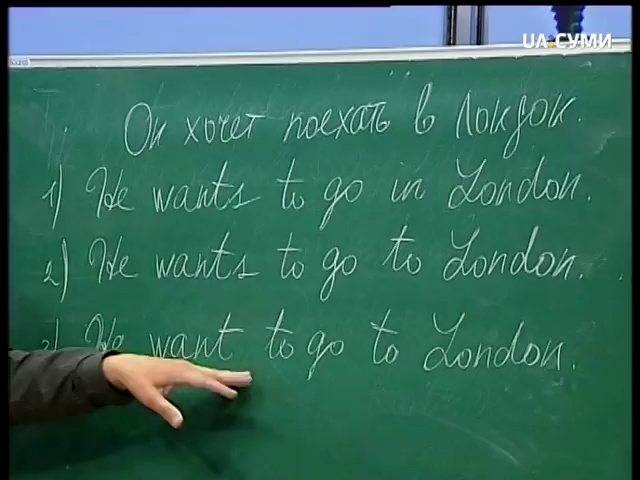 UA:СУМИ
Он хочет поехать в Лондон.
1) He wants to go in London.
2) He wants to go to London.
3) He want to go to London.